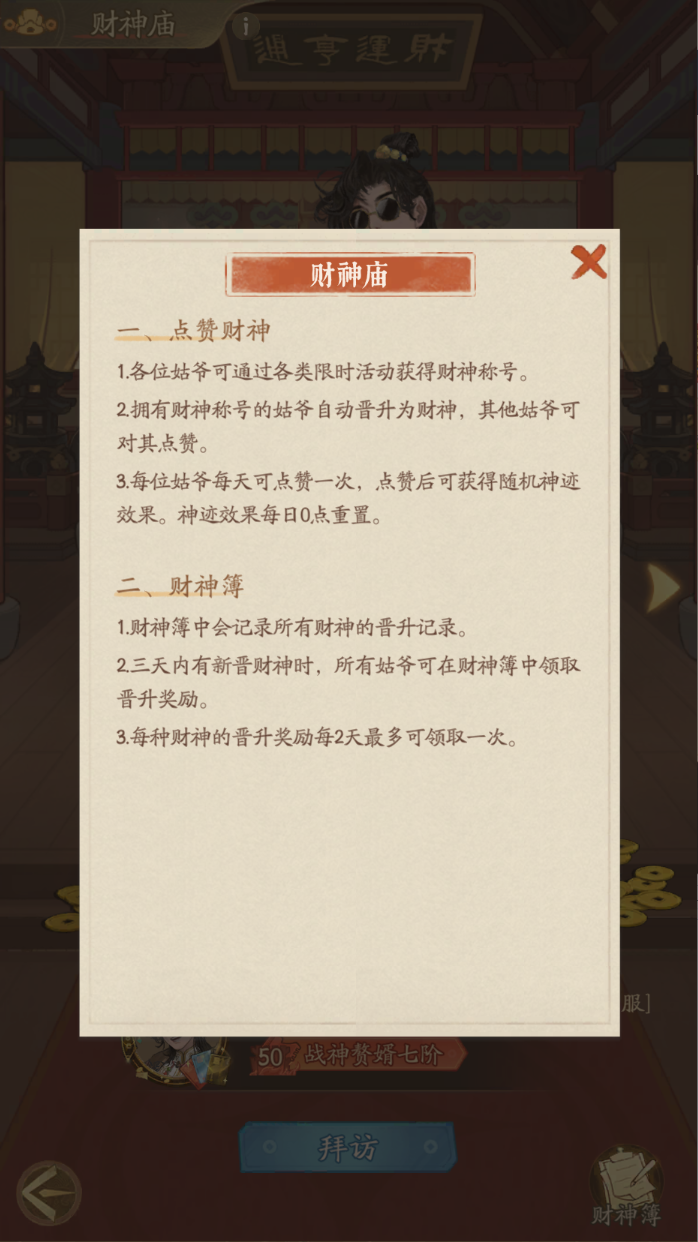 财神庙
i
財運亨通
财神庙
一、点赞财神
1.各位姑爷可通过各类限时活动获得财神称号。
2.拥有财神称号的姑爷自动晋升为财神，其他姑爷可
对其点赞。
3.每位姑爷每天可点赞一次，点赞后可获得随机神迹
效果。神迹效果每日0点重置。
二、财神簿
1.财神簿中会记录所有财神的晋升记录。
2.三天内有新晋财神时，所有姑爷可在财神簿中领取
晋升奖励。
3.每种财神的晋升奖励每2天最多可领取一次。
服]
50 战神赘婿七阶
拜访
财神簿